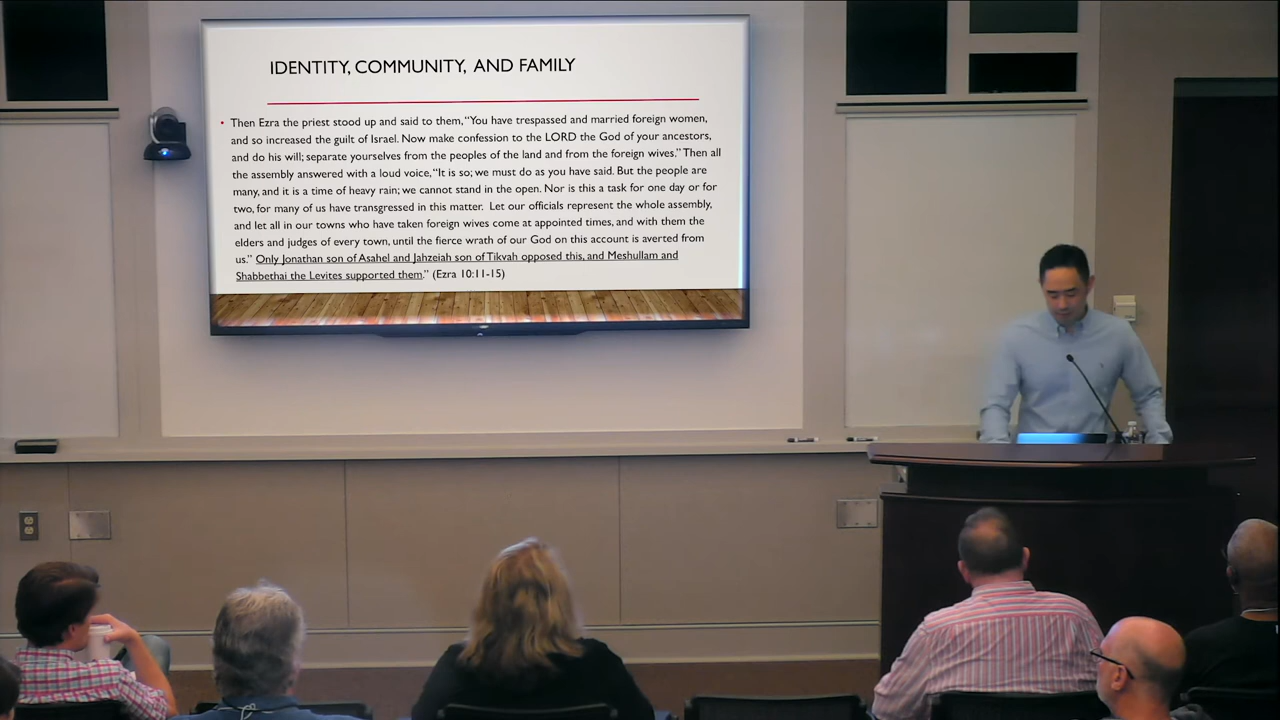 IDENTITY, COMMUNITY, AND FAMILY
• Then Ezra the priest stood up and said to them, “You have trespassed and married foreign women,
and so increased the guilt of Israel. Now make confession to the LORD the God of your ancestors,
and do his will; separate yourselves from the peoples of the land and from the foreign wives.” Then all
the assembly answered with a loud voice, “It is so; we must do as you have said. But the people are
many, and it is a time of heavy rain; we cannot stand in the open. Nor is this a task for one day or for
two, for many of us have transgressed in this matter. Let our officials represent the whole assembly,
and let all in our towns who have taken foreign wives come at appointed times, and with them the
elders and judges of every town, until the fierce wrath of our God on this account is averted from
us.” Only Jonathan son of Asahel and Jahzeiah son of Tikvah opposed this, and Meshullam and
Shabbethai the Levites supported them.” (Ezra 10:11-15)